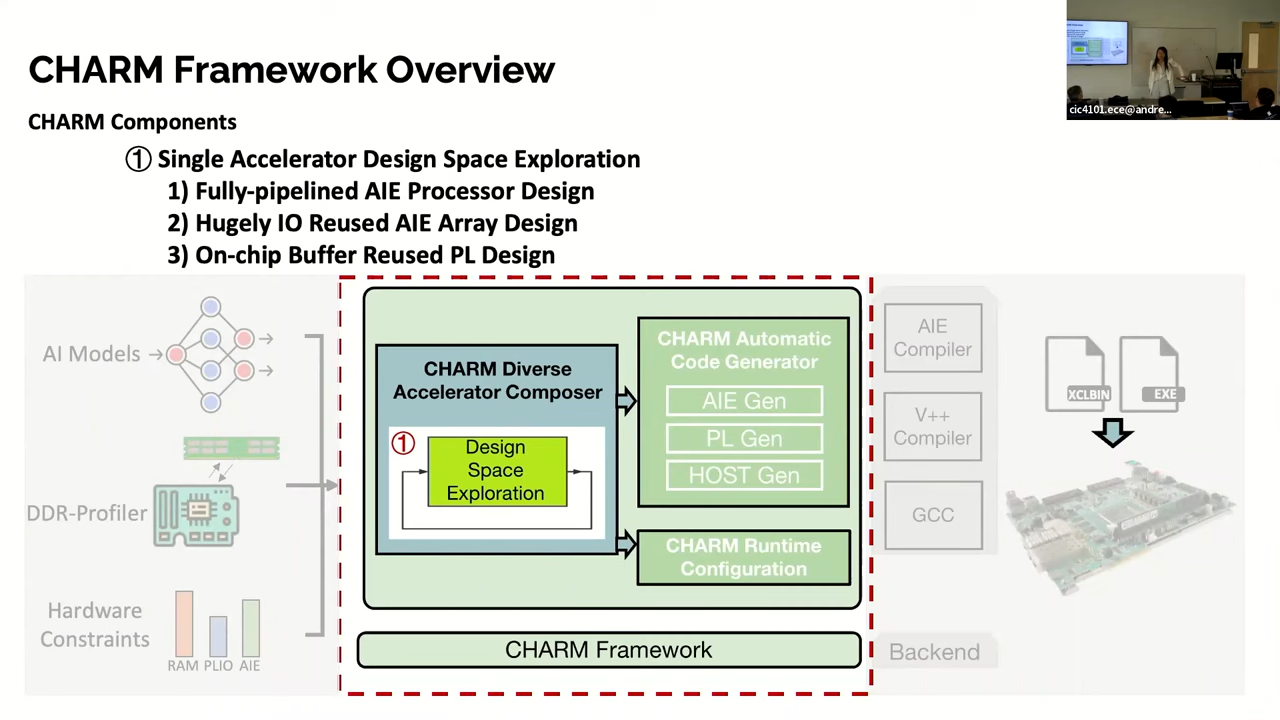 CHARM Framework Overview
cic4101.ece@andre...
CHARM Components
① Single Accelerator Design Space Exploration
1) Fully-pipelined AIE Processor Design
2) Hugely IO Reused AIE Array Design
3) On-chip Buffer Reused PL Design
AI Models
DDR-Profiler
Hardware
Constraints
RAM PLIO AIE
CHARM Diverse
Accelerator Composer
①
Design
Space
Exploration
CHARM Automatic
Code Generator
AIE Gen
PL Gen
HOST Gen
CHARM Runtime
Configuration
CHARM Framework
AIE
Compiler
V++
Compiler
GCC
Backend
XCLBIN
EXE